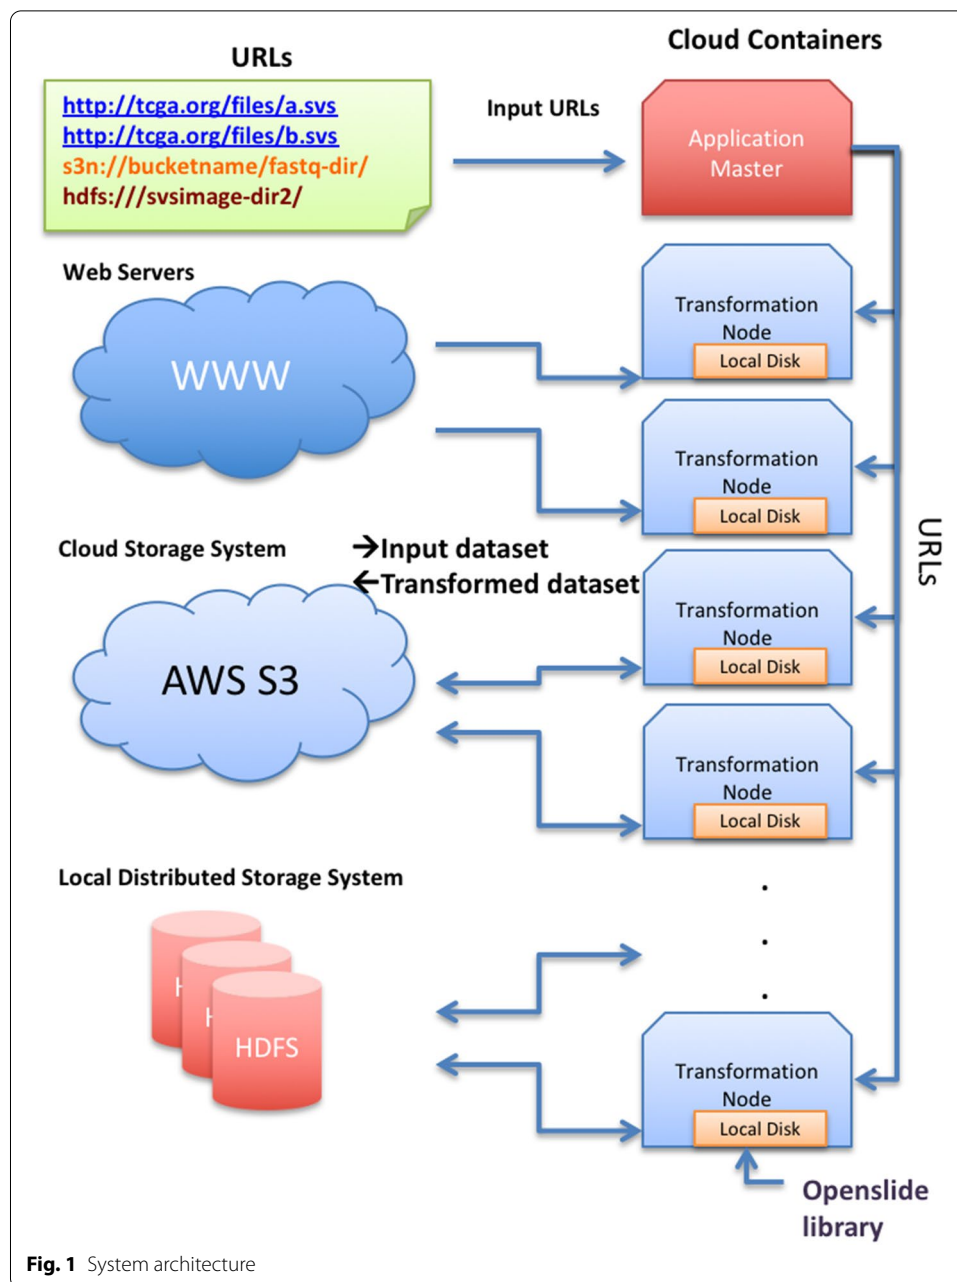 URLs
http://tcga.org/files/a.svs
http://tcga.org/files/b.svs
s3n://bucketname/fastq-dir/
hdfs:///svsimage-dir2/
Input URLs
Cloud Containers
Application
Master
Web Servers
WWW
Transformation
Node
Local Disk
Transformation
Node
Local Disk
URLs
Cloud Storage System
→Input dataset
←Transformed dataset
AWS S3
Transformation
Node
Local Disk
Transformation
Node
Local Disk
Local Distributed Storage System
.
.
.
H
H
HDFS
Transformation
Node
Local Disk
Openslide
library
Fig. 1 System architecture